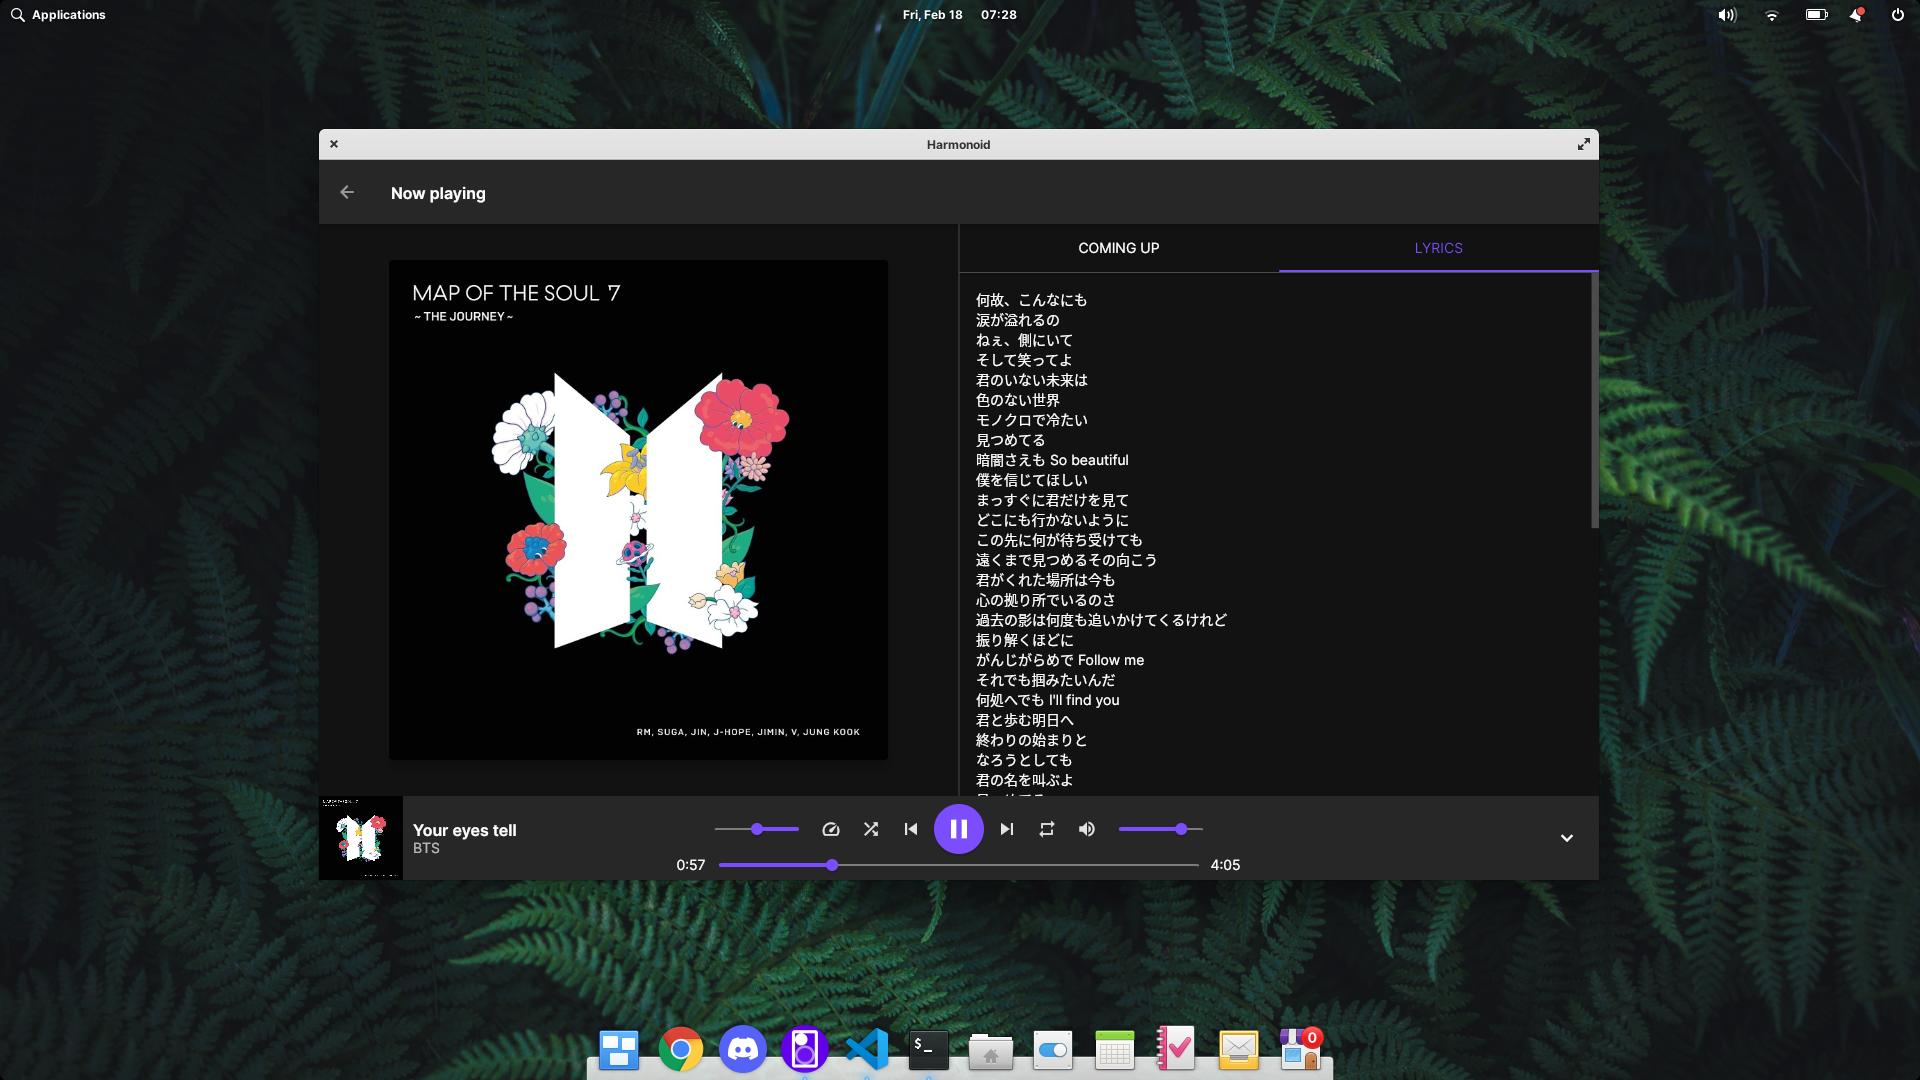 Applications
Fri, Feb 18 07:28
Harmonoid
Now playing
COMING UP
LYRICS
MAP OF THE SOUL 7
~ THE JOURNEY ~
RM, SUGA, JIN, J-HOPE, JIMIN, V, JUNG KOOK
何故、こんなにも
涙が溢れるの
ねぇ、側にいて
そして笑ってよ
君のいない未来は
色のない世界
モノクロで冷たい
見つめてる
暗闇さえも So beautiful
僕を信じてほしい
まっすぐに君だけを見て
どこにも行かないように
この先に何が待ち受けても
遠くまで見つめるその向こう
君がくれた場所は今も
心の拠り所でいるのさ
過去の影は何度も追いかけてくるけれど
振り解くほどに
がんじがらめで Follow me
それでも掴みたいんだ
何処へでも I'll find you
君と歩む明日へ
終わりの始まりと
なろうとしても
君の名を叫ぶよ
Your eyes tell
BTS
0:57
4:05
$_
0